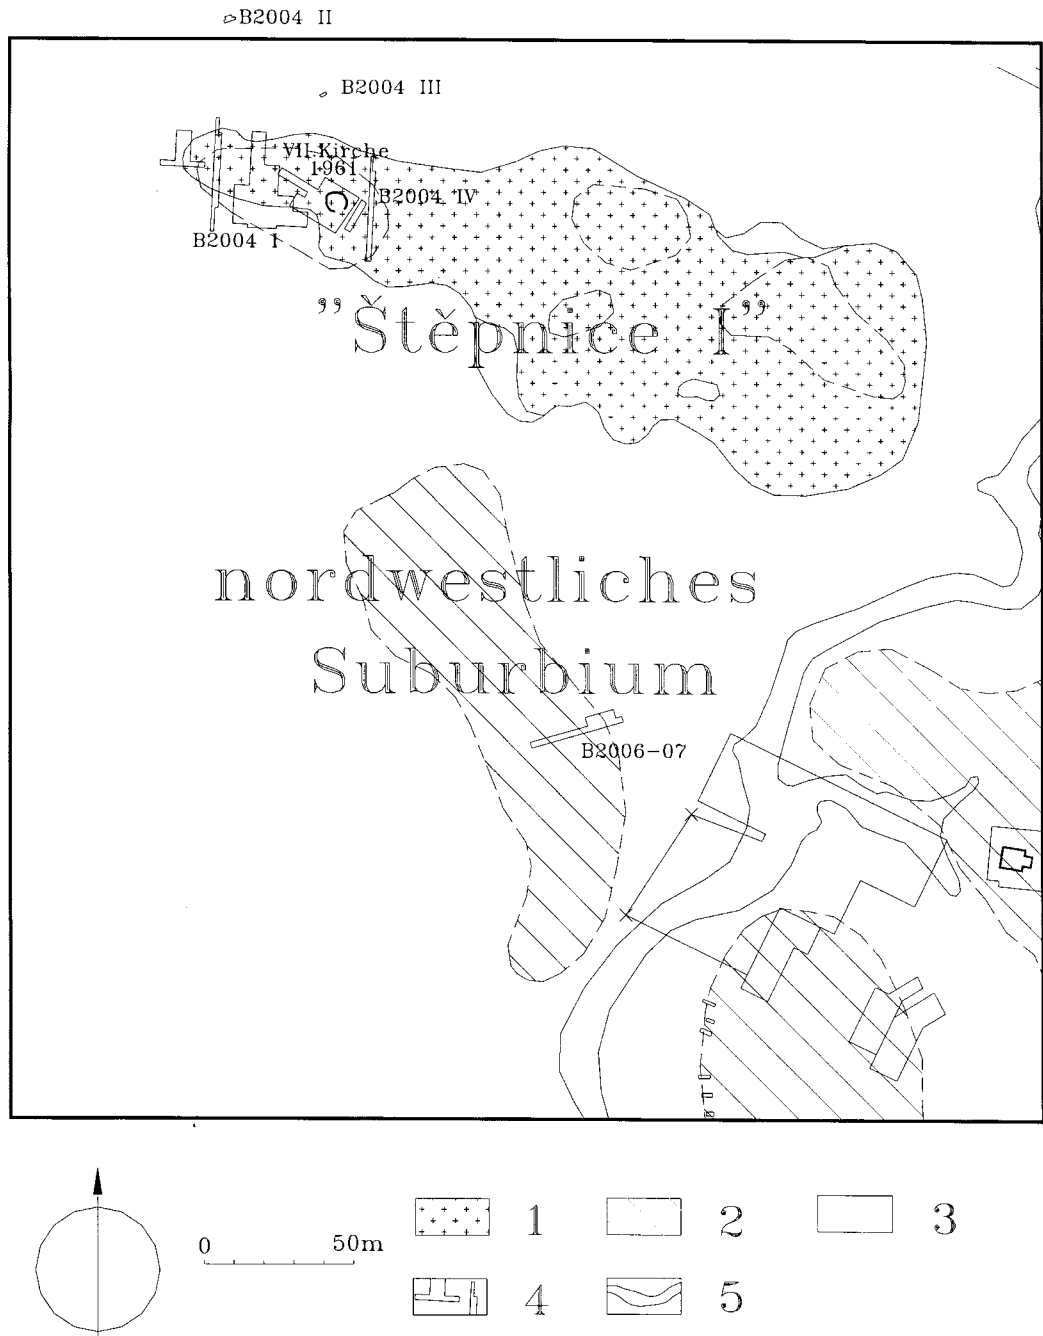 B2004 II
B2004 III
VII.Kirche
1961
B2004 IV
B2004 I
"Štěpnice I"
nordwestliches
Suburbium
B2006-07
0 50m
1 2 3
4 5